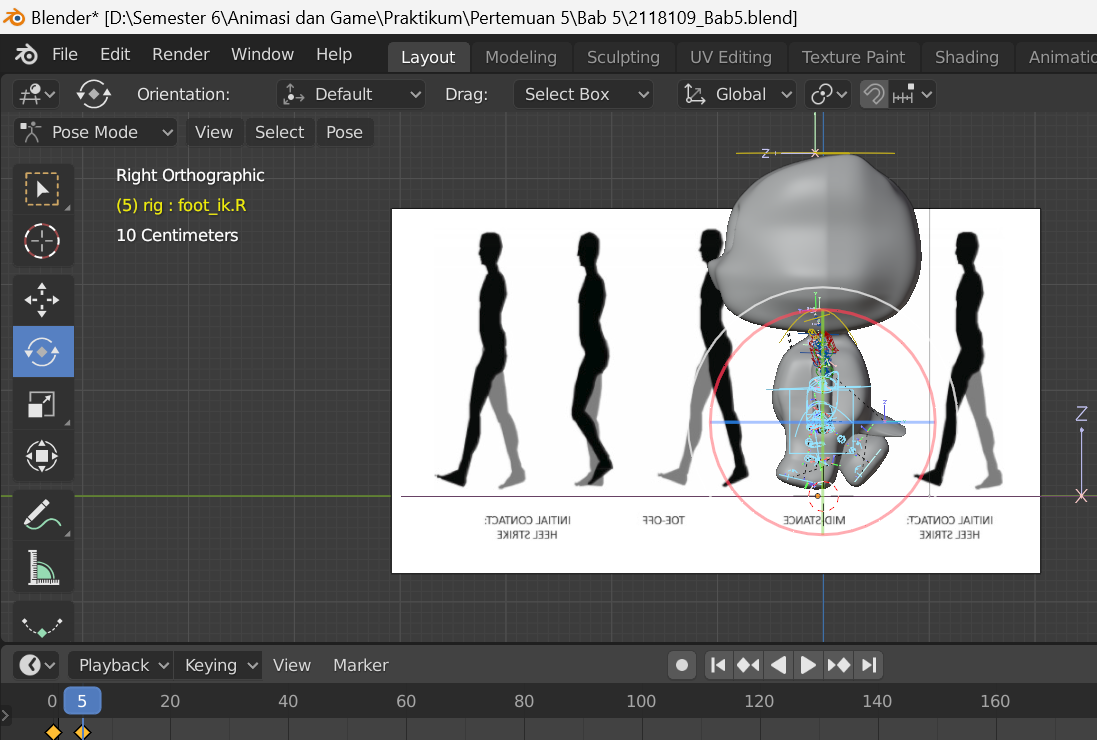 Blender* [D:\Semester 6\Animasi dan Game\Praktikum\Pertemuan 5\Bab 5\2118109_Bab5.blend]
File Edit Render Window Help Layout Modeling Sculpting UV Editing Texture Paint Shading Animatio
Orientation: Default Drag: Select Box Global
Pose Mode View Select Pose
Right Orthographic
(5) rig : foot_ik.R
10 Centimeters
Z
Z
INITIAL CONTACT: TOE-OFF MIDISTANCE INITIAL CONTACT:
HEEL STRIKE HEEL STRIKE
Playback Keying View Marker
0 5 20 40 60 80 100 120 140 160